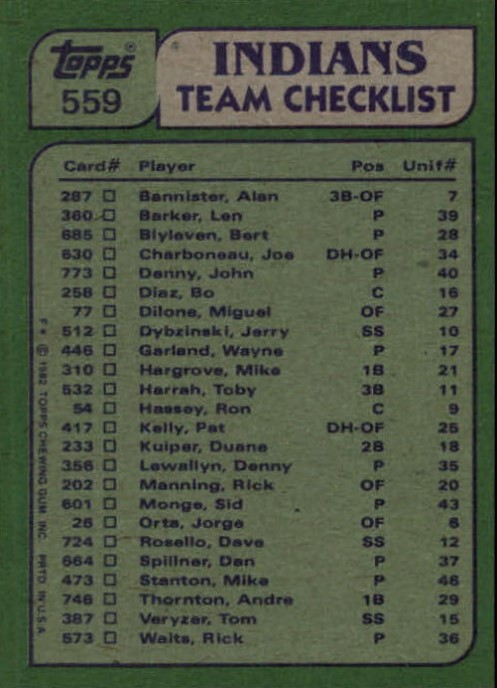 topps® INDIANS
559 TEAM CHECKLIST
Card# Player Pos Unif#
287 Bannister, Alan 3B-OF 7
360 Barker, Len P 39
685 Blyleven, Bert P 28
630 Charboneau, Joe DH-OF 34
773 Denny, John P 40
258 Diaz, Bo C 16
77 Dilone, Miguel OF 27
512 Dybzinski, Jerry SS 10
446 Garland, Wayne P 17
310 Hargrove, Mike 1B 21
532 Harrah, Toby 3B 11
54 Hassey, Ron C 9
417 Kelly, Pat DH-OF 25
233 Kuiper, Duane 2B 18
356 Lewallyn, Denny P 35
202 Manning, Rick OF 20
601 Monge, Sid P 43
26 Orta, Jorge OF 6
724 Rosello, Dave SS 12
664 Spillner, Dan P 37
473 Stanton, Mike P 48
746 Thornton, Andre 1B 29
387 Veryzer, Tom SS 15
573 Waits, Rick P 36
F* © 1982 TOPPS CHEWING GUM INC. PRTD. IN U.S.A.